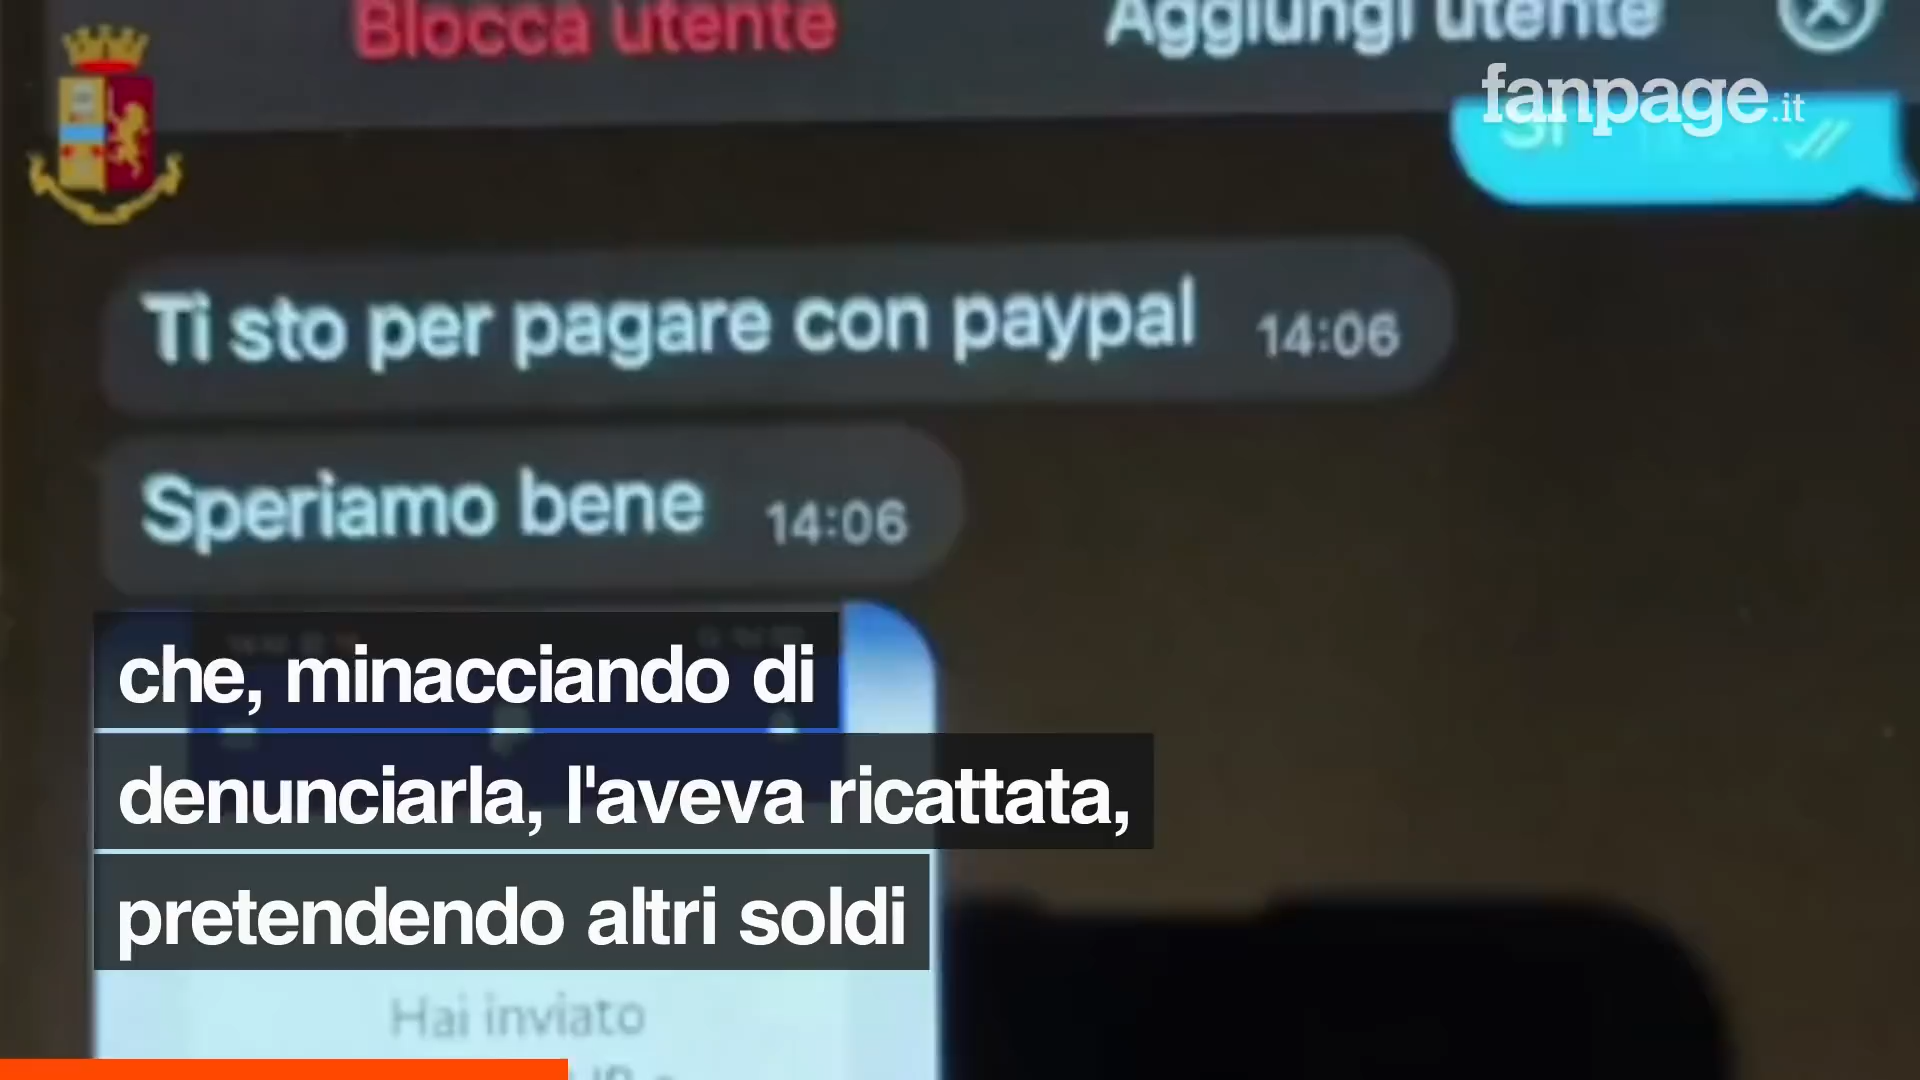 Blocca utente
Aggiungi utente
fanpage.it
Ti sto per pagare con paypal 14:06
Speriamo bene 14:06
che, minacciando di
denunciarla, l'aveva ricattata,
pretendendo altri soldi
Hai inviato